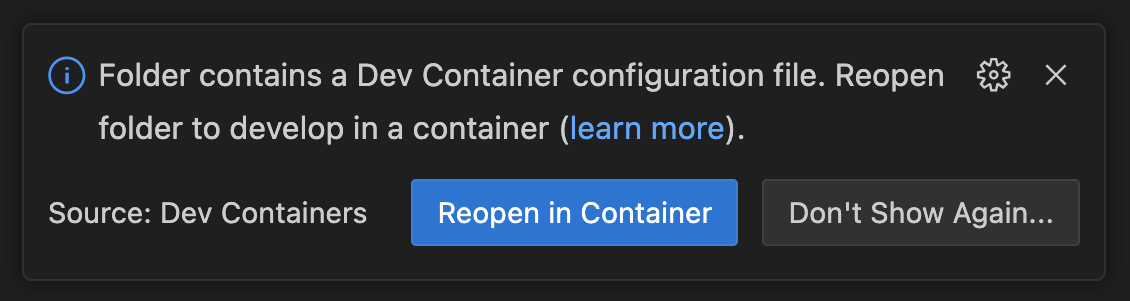 Folder contains a Dev Container configuration file. Reopen
folder to develop in a container (learn more).
Source: Dev Containers
Reopen in Container
Don't Show Again...